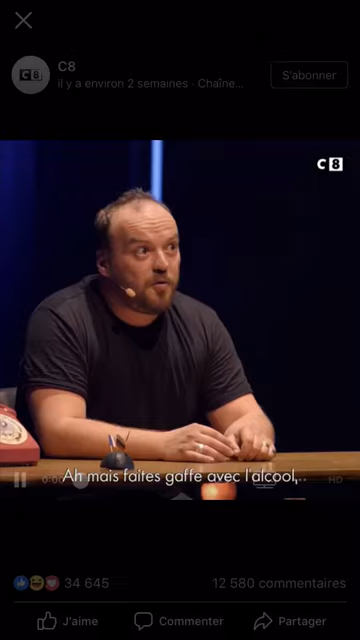 C8
il y a environ 2 semaines · Chaîne...
S'abonner
C8
C8
Ah mais faites gaffe avec l'alcool,
HD
34 645
12 580 commentaires
J'aime
Commenter
Partager